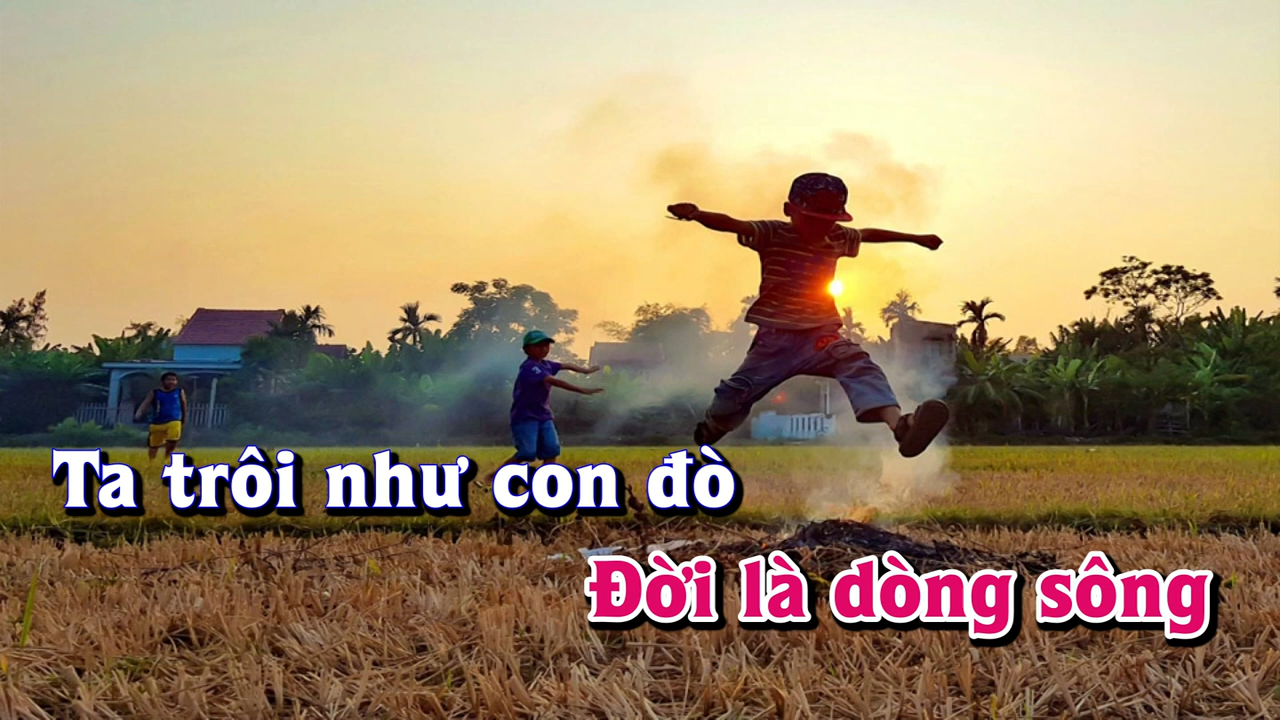 Ta trôi như con đò
Đời là dòng sông